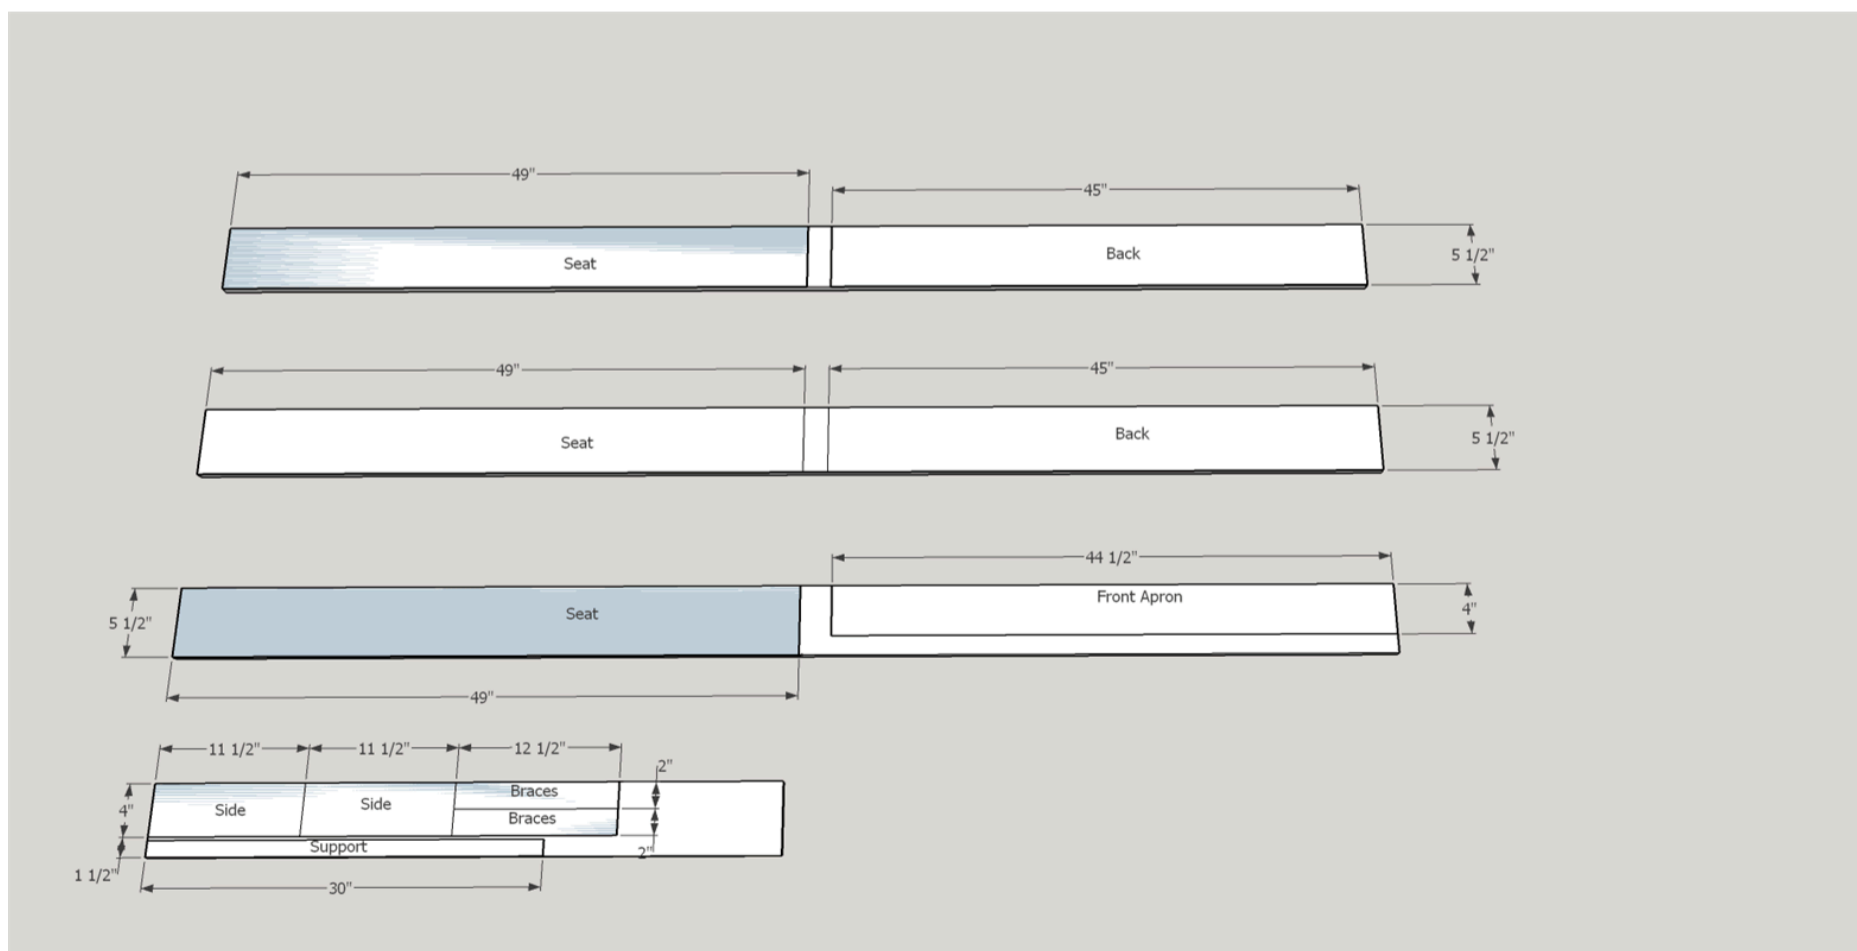 49"
45"
Seat
Back
5 1/2"
49"
45"
Seat
Back
5 1/2"
44 1/2"
5 1/2"
Seat
Front Apron
4"
49"
11 1/2"
11 1/2"
12 1/2"
2"
4"
Side
Side
Braces
Braces
2"
Support
1 1/2"
30"